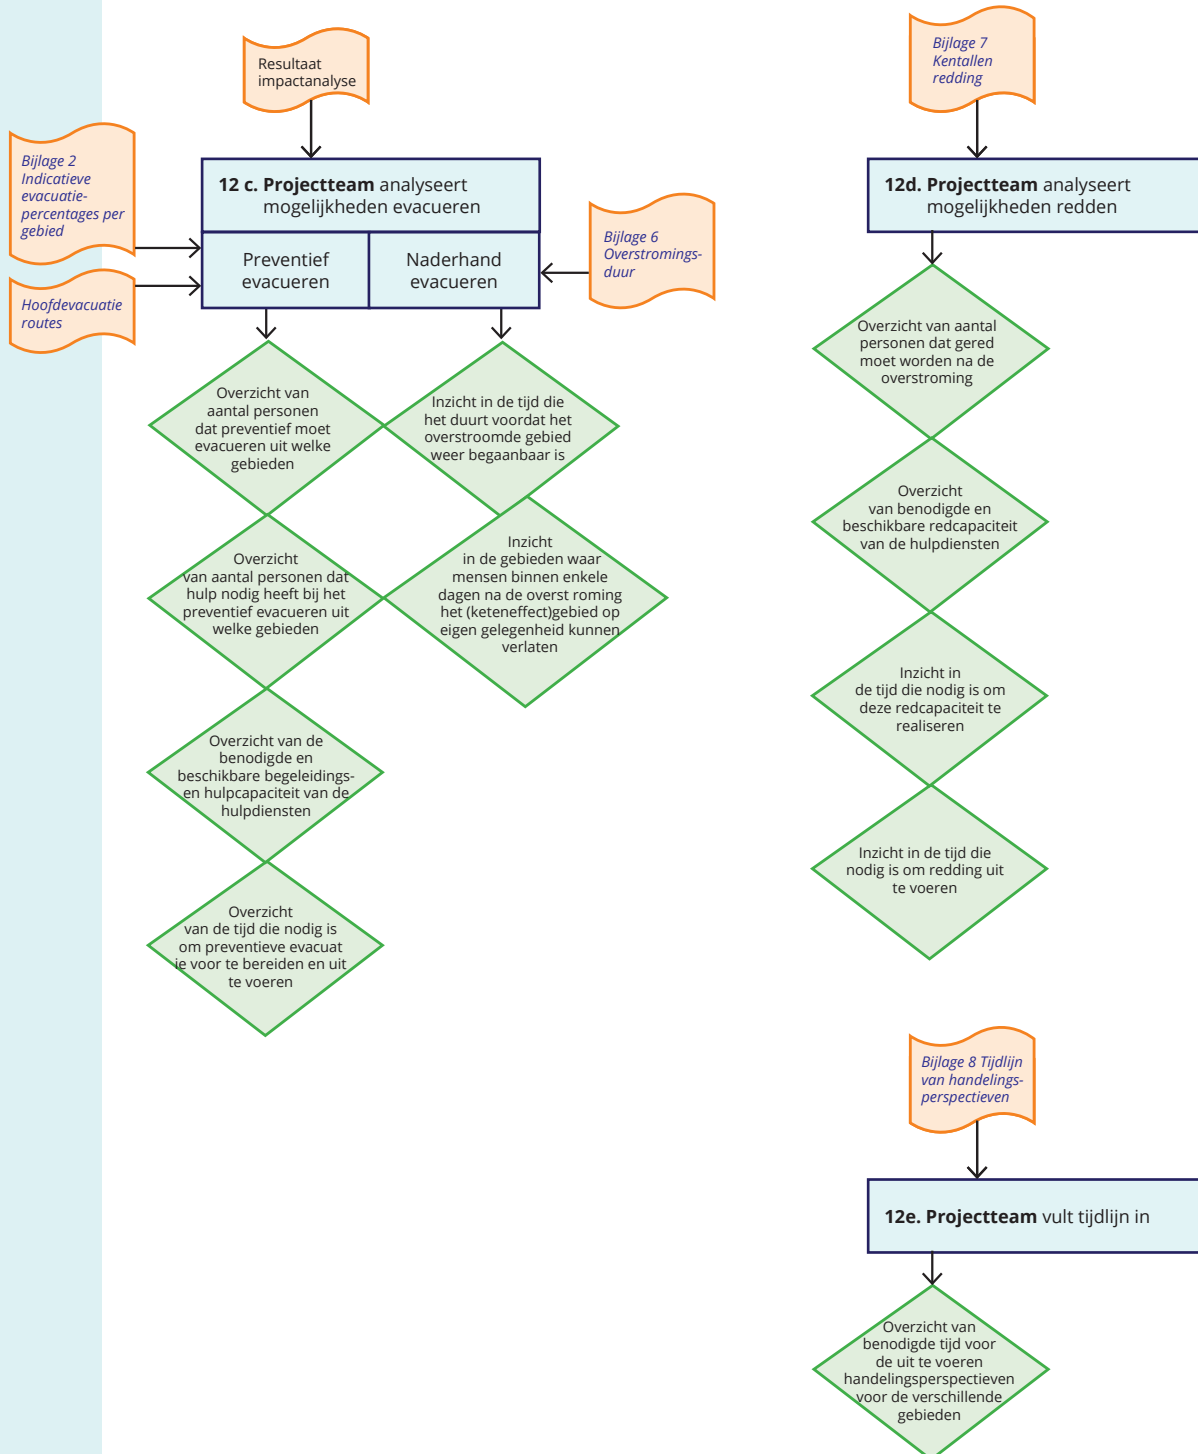 Resultaat
impactanalyse
Bijlage 2
Indicatieve
evacuatie-
percentages per
gebied
Hoofdevacuatie
routes
12 c. Projectteam analyseert
mogelijkheden evacueren
Preventief
evacueren
Naderhand
evacueren
Bijlage 6
Overstromings-
duur
Overzicht van
aantal personen
dat preventief moet
evacueren uit welke
gebieden
Inzicht in de tijd die
het duurt voordat het
overstroomde gebied
weer begaanbaar is
Overzicht
van aantal personen dat
hulp nodig heeft bij het
preventief evacueren uit
welke gebieden
Inzicht
in de gebieden waar
mensen binnen enkele
dagen na de overst roming
het (keteneffect)gebied op
eigen gelegenheid kunnen
verlaten
Overzicht van de
benodigde en
beschikbare begeleidings-
en hulpcapaciteit van de
hulpdiensten
Overzicht
van de tijd die nodig is
om preventieve evacuat
ie voor te bereiden en uit
te voeren
Bijlage 7
Kentallen
redding
12d. Projectteam analyseert
mogelijkheden redden
Overzicht van aantal
personen dat gered
moet worden na de
overstroming
Overzicht
van benodigde en
beschikbare redcapaciteit
van de hulpdiensten
Inzicht in
de tijd die nodig is om
deze redcapaciteit te
realiseren
Inzicht in de tijd die
nodig is om redding uit
te voeren
Bijlage 8 Tijdlijn
van handelings-
perspectieven
12e. Projectteam vult tijdlijn in
Overzicht van
benodigde tijd voor
de uit te voeren
handelingsperspectieven
voor de verschillende
gebieden